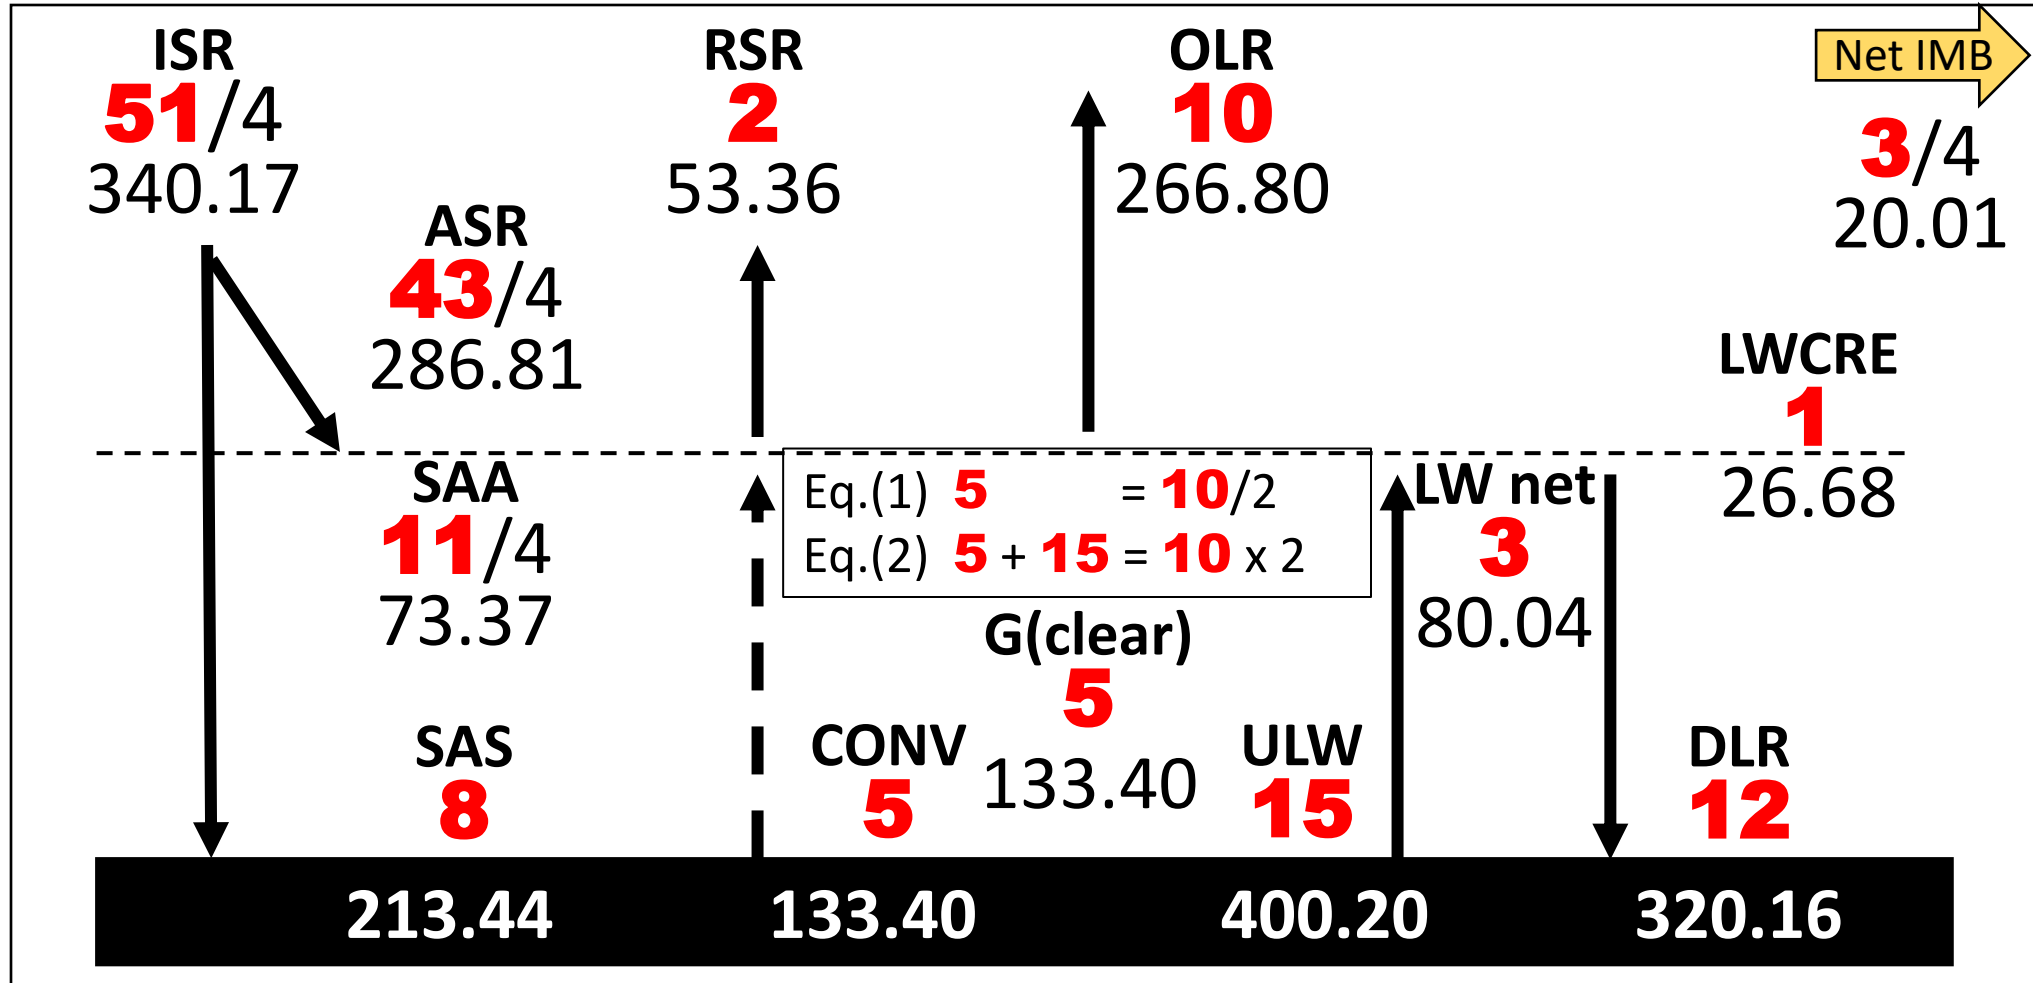 ISR
51/4
340.17
RSR
2
53.36
OLR
10
266.80
Net IMB
3/4
20.01
ASR
43/4
286.81
LWCRE
1
26.68
SAA
11/4
73.37
Eq.(1) 5 = 10/2
Eq.(2) 5 + 15 = 10 x 2
LW net
3
80.04
G(clear)
5
133.40
SAS
8
CONV
5
ULW
15
DLR
12
213.44 133.40 400.20 320.16